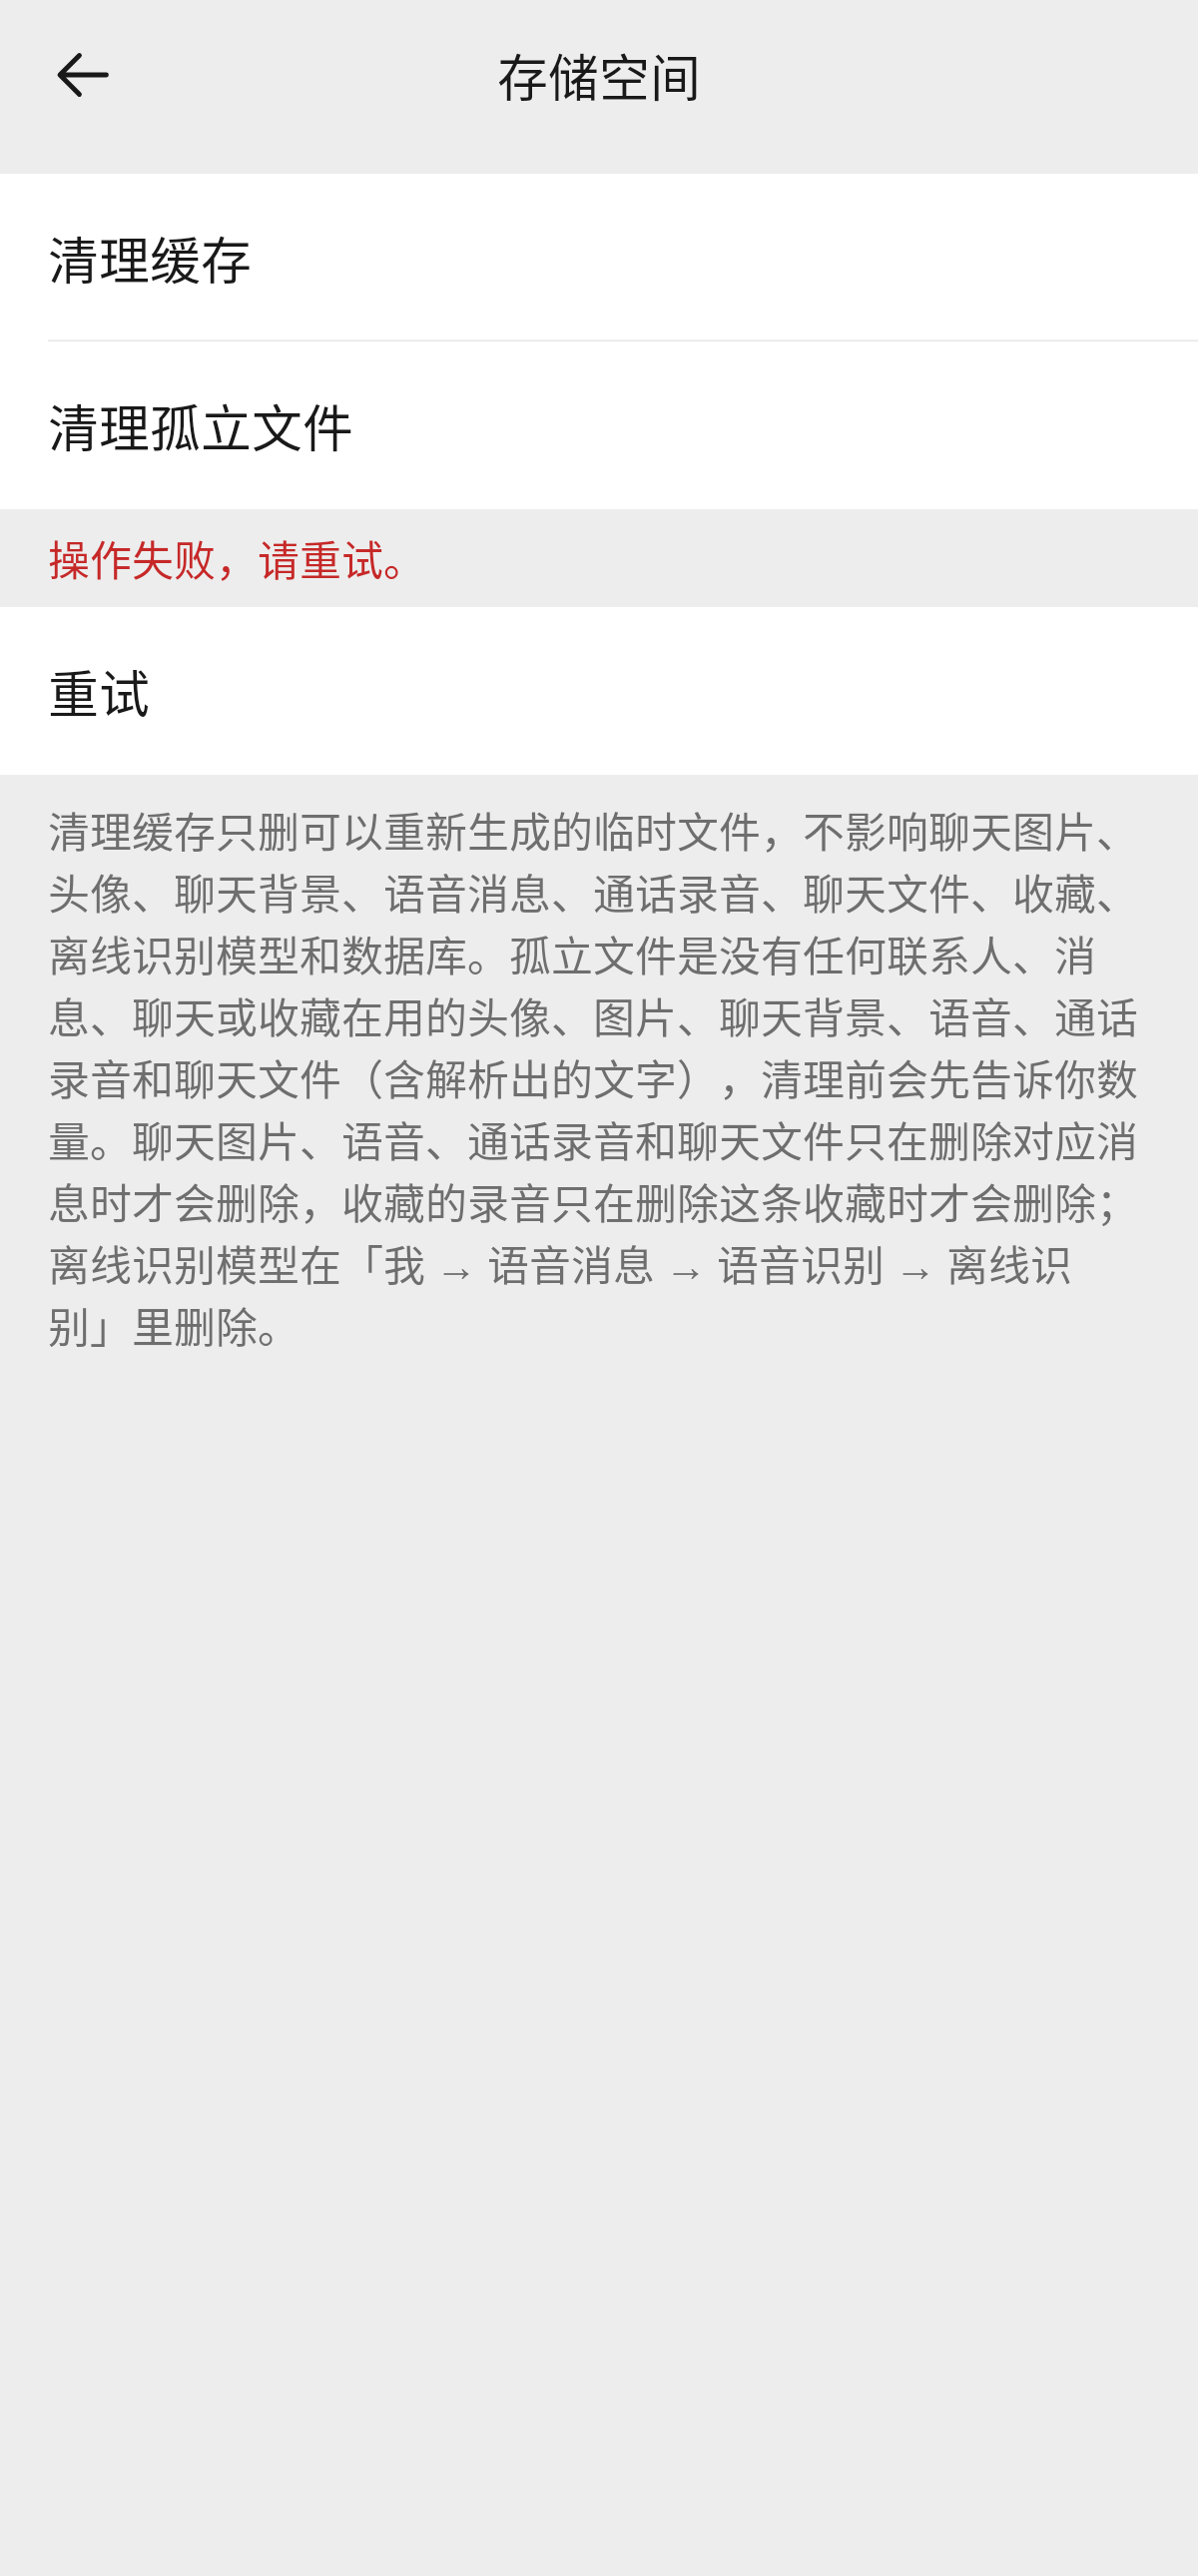 存储空间
清理缓存
清理孤立文件
操作失败，请重试。
重试
清理缓存只删可以重新生成的临时文件，不影响聊天图片、
头像、聊天背景、语音消息、通话录音、聊天文件、收藏、
离线识别模型和数据库。孤立文件是没有任何联系人、消
息、聊天或收藏在用的头像、图片、聊天背景、语音、通话
录音和聊天文件（含解析出的文字），清理前会先告诉你数
量。聊天图片、语音、通话录音和聊天文件只在删除对应消
息时才会删除，收藏的录音只在删除这条收藏时才会删除；
离线识别模型在「我 → 语音消息 → 语音识别 → 离线识
别」里删除。